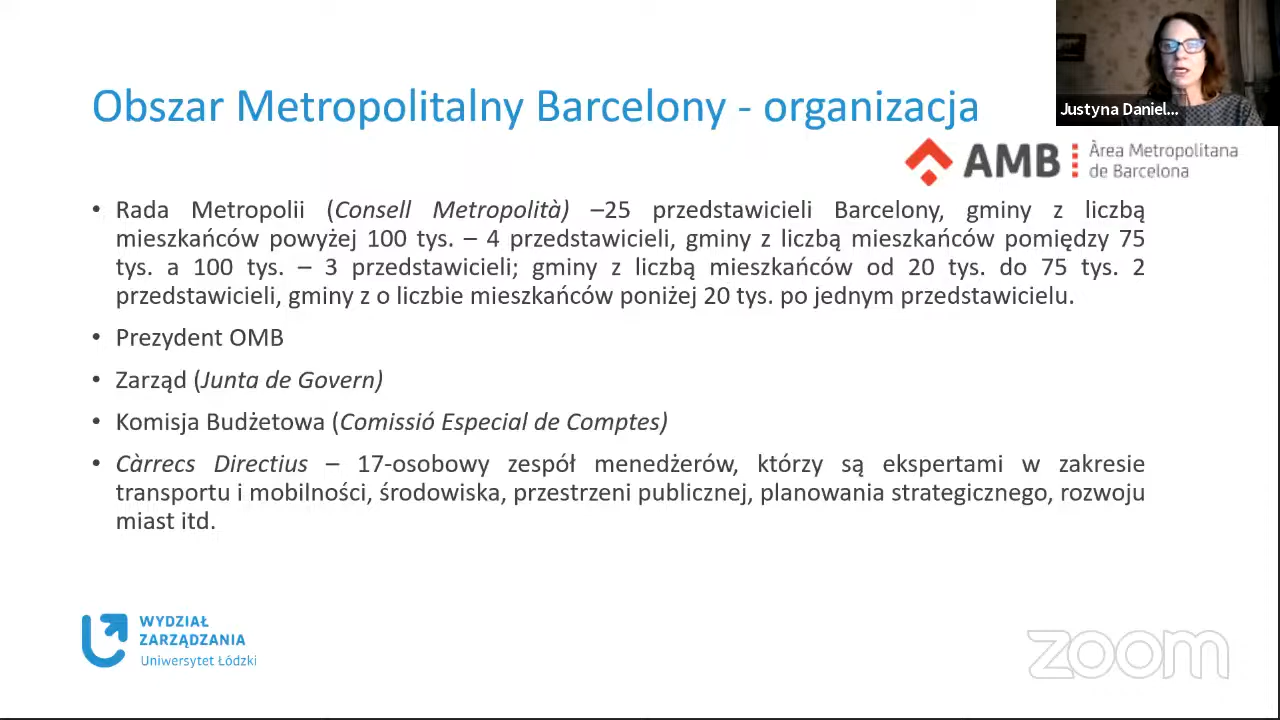 Obszar Metropolitalny Barcelony - organizacja
Justyna Daniel...
AMB
Àrea Metropolitana
de Barcelona
• Rada Metropolii (Consell Metropolità) –25 przedstawicieli Barcelony, gminy z liczbą
mieszkańców powyżej 100 tys. – 4 przedstawicieli, gminy z liczbą mieszkańców pomiędzy 75
tys. a 100 tys. – 3 przedstawicieli; gminy z liczbą mieszkańców od 20 tys. do 75 tys. 2
przedstawicieli, gminy z o liczbie mieszkańców poniżej 20 tys. po jednym przedstawicielu.
• Prezydent OMB
• Zarząd (Junta de Govern)
• Komisja Budżetowa (Comissió Especial de Comptes)
• Càrrecs Directius – 17-osobowy zespół menedżerów, którzy są ekspertami w zakresie
transportu i mobilności, środowiska, przestrzeni publicznej, planowania strategicznego, rozwoju
miast itd.
WYDZIAŁ
ZARZĄDZANIA
Uniwersytet Łódzki
zoom